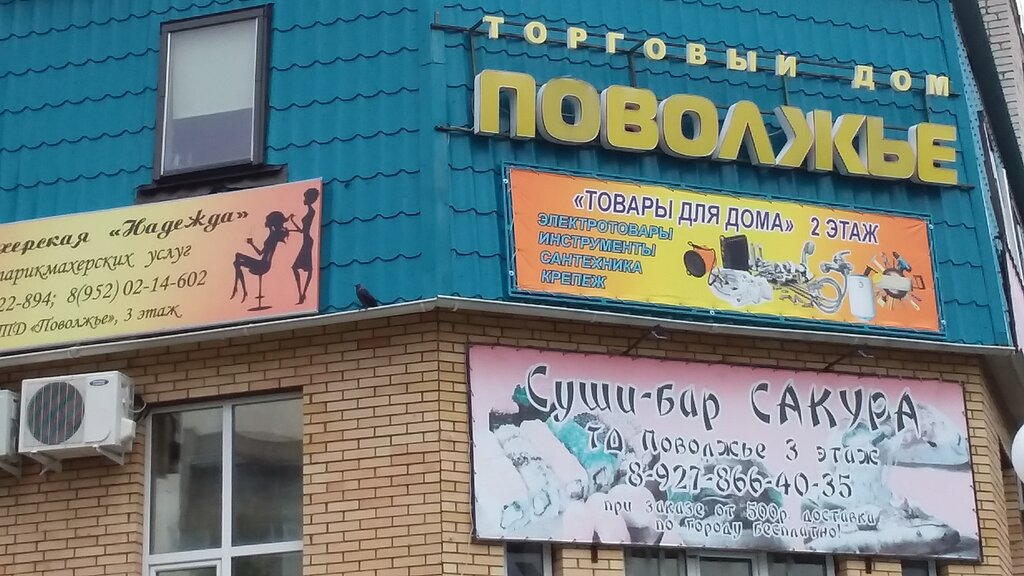 ТОРГОВЫЙ ДОМ
ПОВОЛЖЬЕ
«ТОВАРЫ ДЛЯ ДОМА» 2 ЭТАЖ
ЭЛЕКТРОТОВАРЫ
ИНСТРУМЕНТЫ
САНТЕХНИКА
КРЕПЕЖ
херская «Надежда»
парикмахерских услуг
22-894; 8(952) 02-14-602
ТД «Поволжье», 3 этаж
Суши-бар САКУРА
ТД Поволжье 3 этаж
8-927-866-40-35
при заказе от 500р доставка
по городу бесплатно!